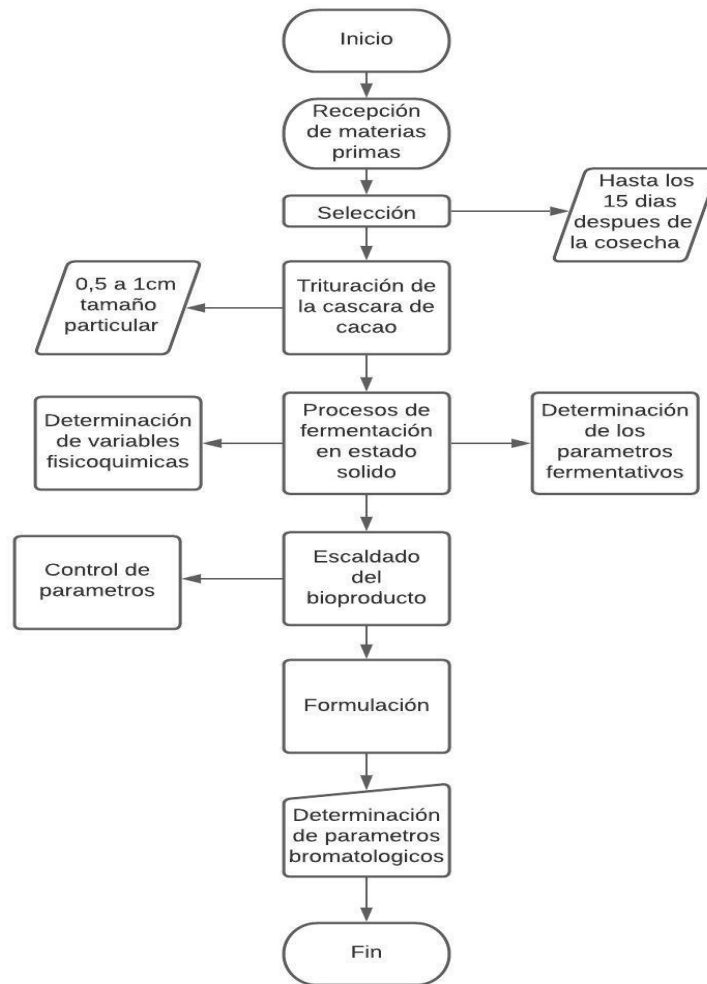 Inicio
Recepción
de materias
primas
Selección
Hasta los
15 dias
despues de
la cosecha
Trituración de
la cascara de
cacao
0,5 a 1cm
tamaño
particular
Procesos de
fermentación
en estado
solido
Determinación
de variables
fisicoquimicas
Determinación
de los
parametros
fermentativos
Escaldado
del
bioproducto
Control de
parametros
Formulación
Determinación
de parametros
bromatologicos
Fin